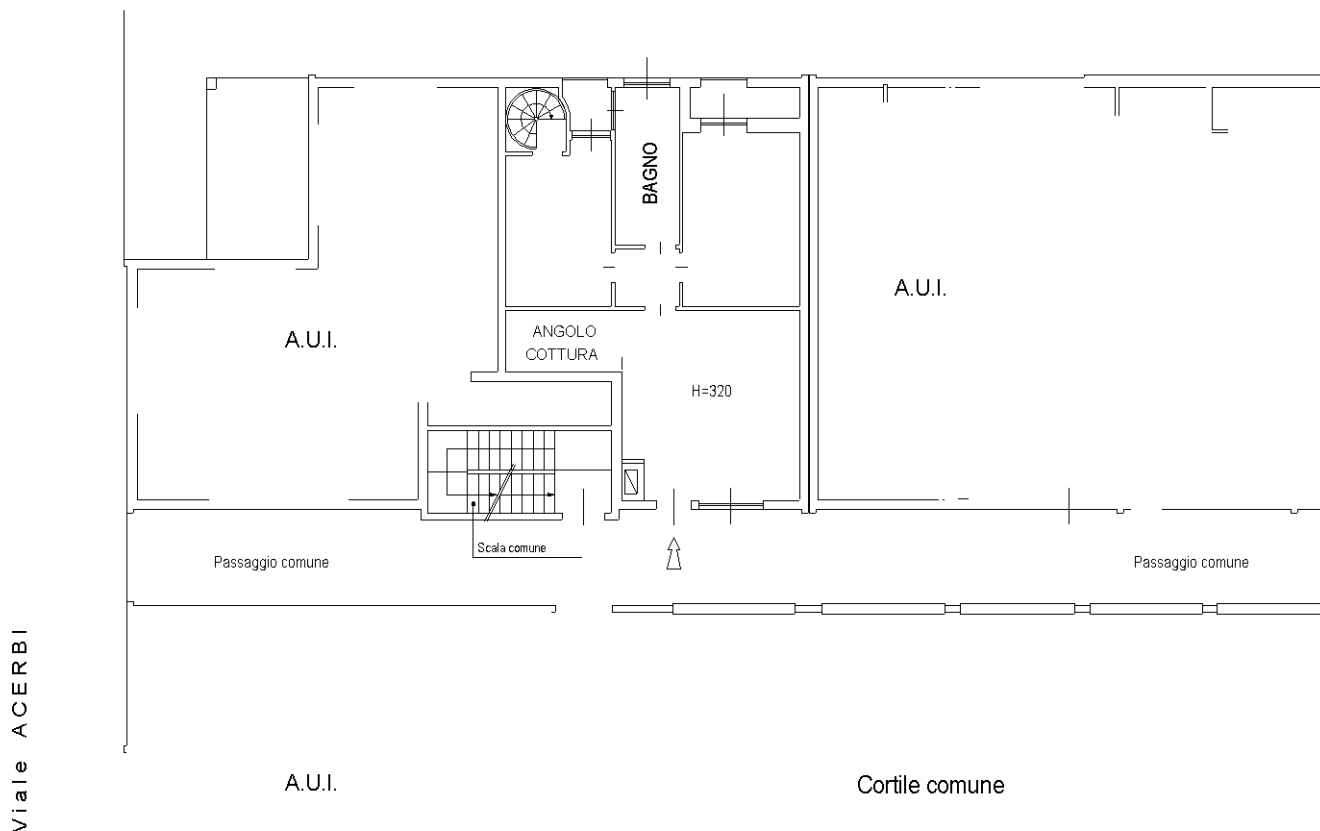 BAGNO
A.U.I.
ANGOLO
COTTURA
A.U.I.
H=320
Scala comune
Passaggio comune
Passaggio comune
Viale ACERBI
A.U.I.
Cortile comune